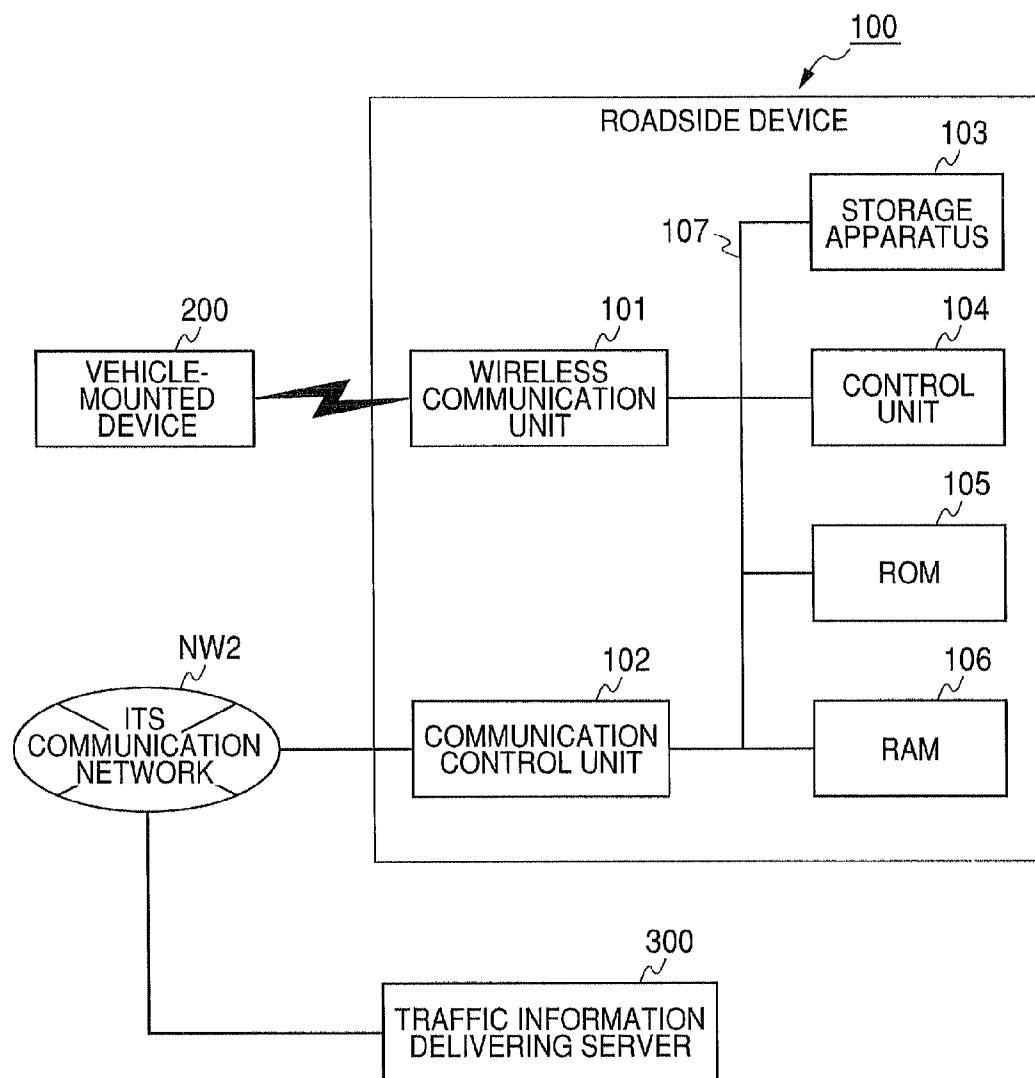 100
ROADSIDE DEVICE
103
STORAGE
APPARATUS
107
200
VEHICLE-
MOUNTED
DEVICE
101
WIRELESS
COMMUNICATION
UNIT
104
CONTROL
UNIT
105
ROM
NW2
ITS
COMMUNICATION
NETWORK
102
COMMUNICATION
CONTROL UNIT
106
RAM
300
TRAFFIC INFORMATION
DELIVERING SERVER